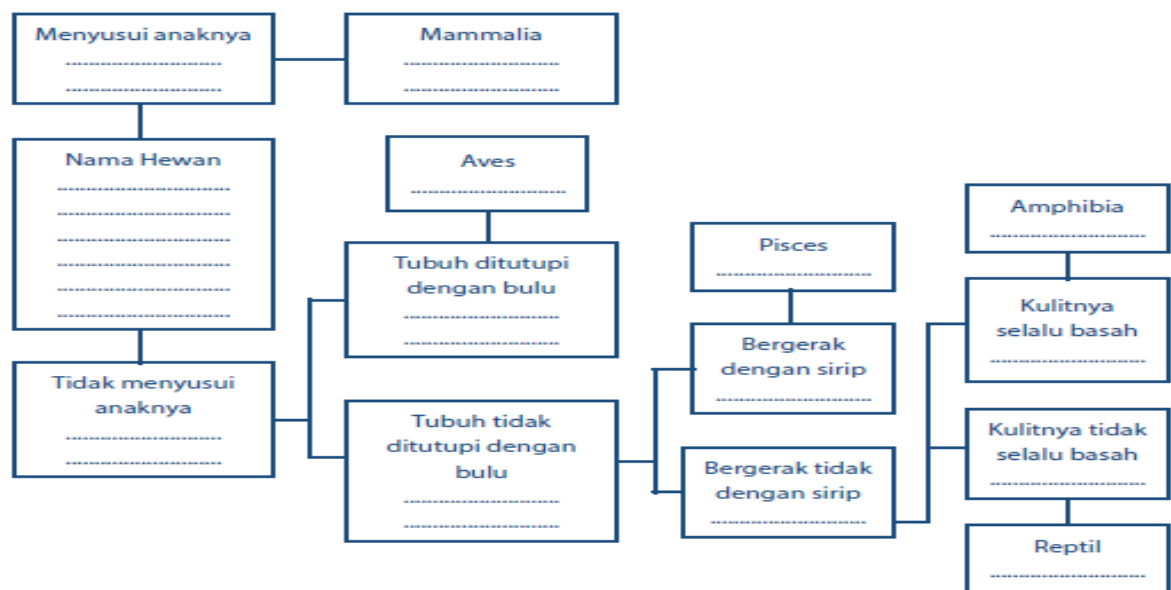 Menyusui anaknya
Mammalia
Nama Hewan
Aves
Amphibia
Pisces
Tubuh ditutupi
dengan bulu
Kulitnya
selalu basah
Bergerak
dengan sirip
Tidak menyusui
anaknya
Tubuh tidak
ditutupi dengan
bulu
Kulitnya tidak
selalu basah
Bergerak tidak
dengan sirip
Reptil